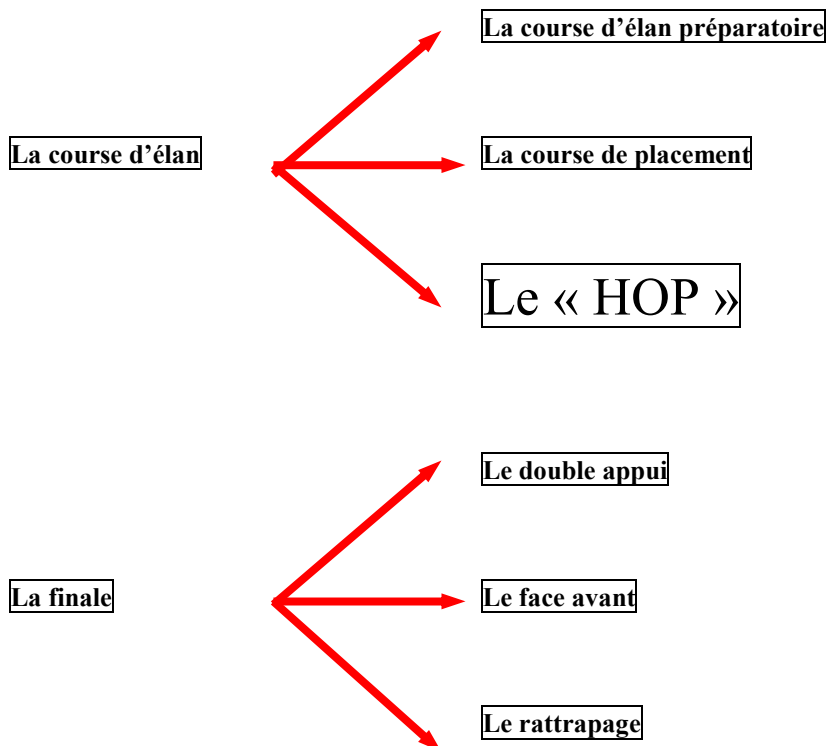 La course d’élan préparatoire
La course d’élan
La course de placement
Le « HOP »
Le double appui
La finale
Le face avant
Le rattrapage